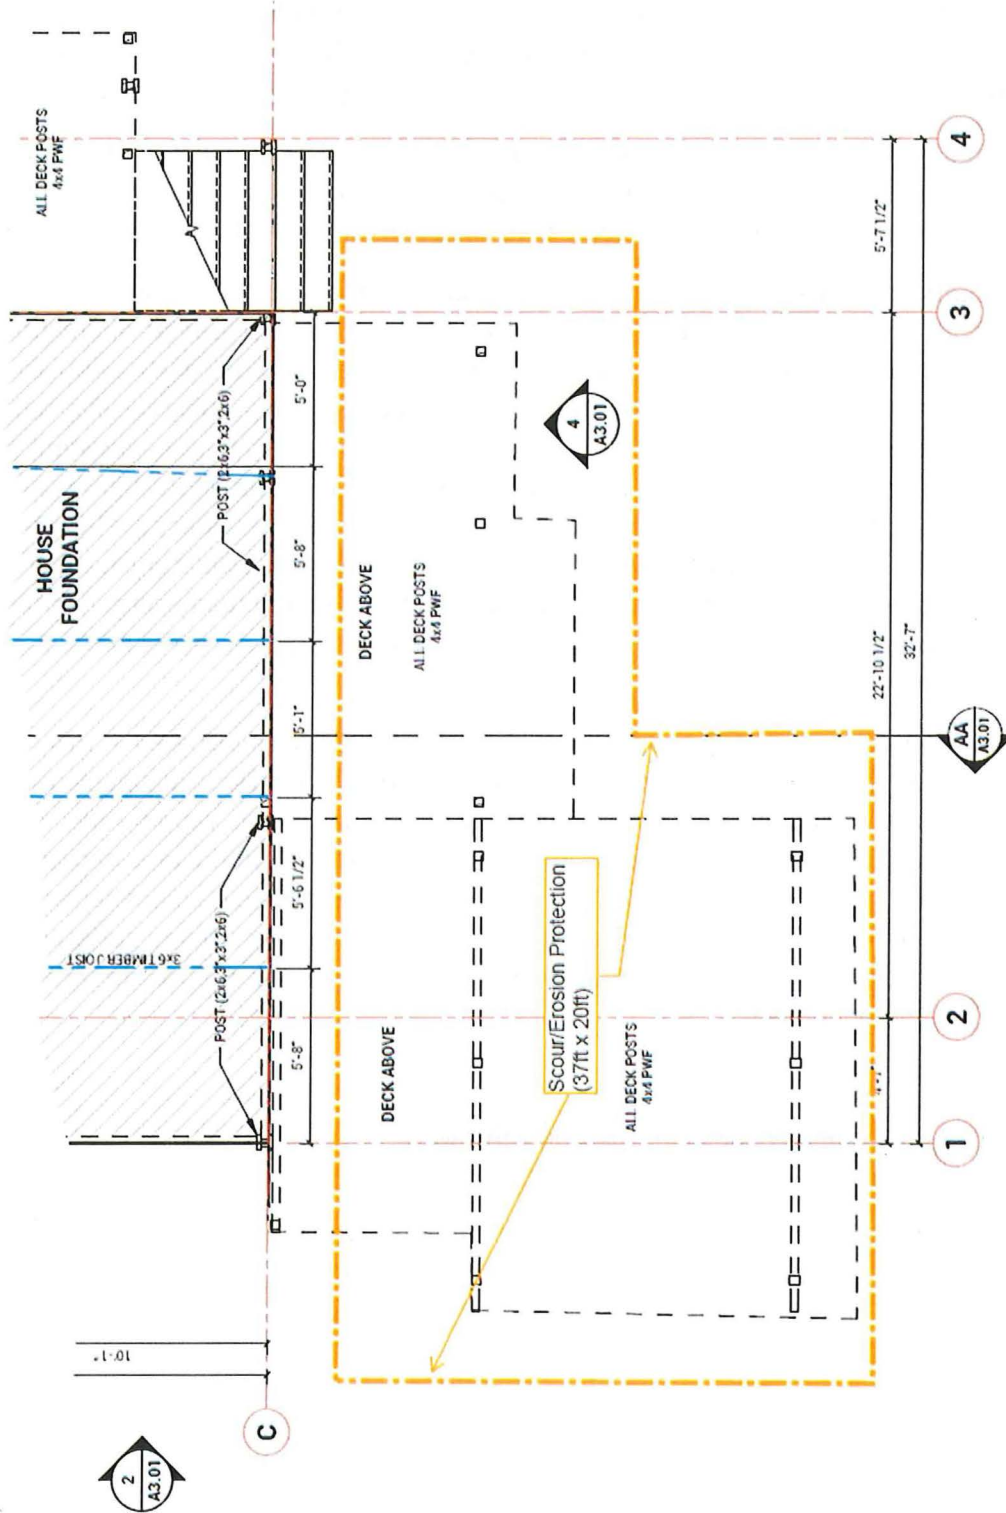 ALL DECK POSTS
4x4 PWF
HOUSE
FOUNDATION
3x6 TIMBER JOIST
POST (2x6,3"x3",2x6)
POST (2x6,3"x3",2x6)
10'-1"
2
A3.01
C
5'-8"
5'-6 1/2"
5'-1"
5'-8"
5'-0"
DECK ABOVE
DECK ABOVE
ALL DECK POSTS
4x4 PWF
Scour/Erosion Protection
(37ft x 20ft)
4
A3.01
ALL DECK POSTS
4x4 PWF
22'-10 1/2"
5'-7 1/2"
32'-7"
1
2
AA
A3.01
3
4